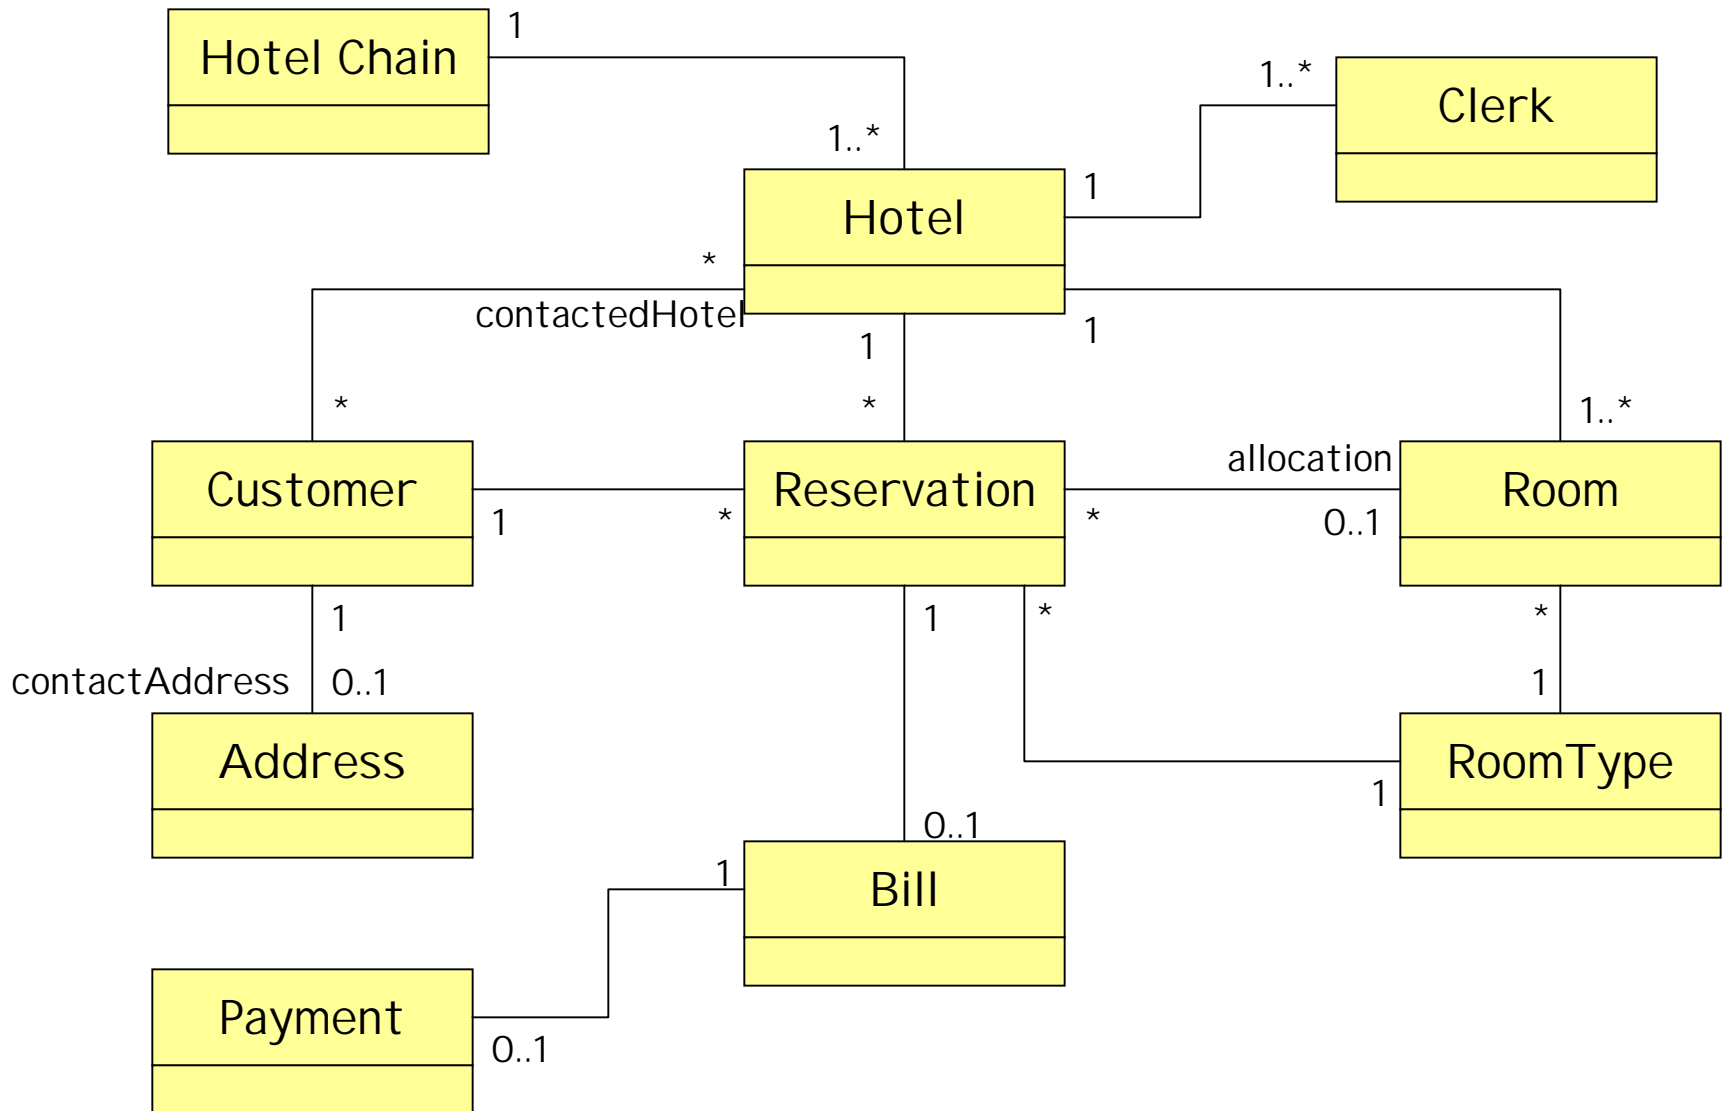 1
Hotel Chain
1..*
Clerk
1..*
1
Hotel
*
contactedHotel
1
1
*
*
1..*
allocation
Customer
Reservation
Room
1
*
*
0..1
1
1
*
*
contactAddress
0..1
1
Address
RoomType
1
0..1
1
Bill
Payment
0..1